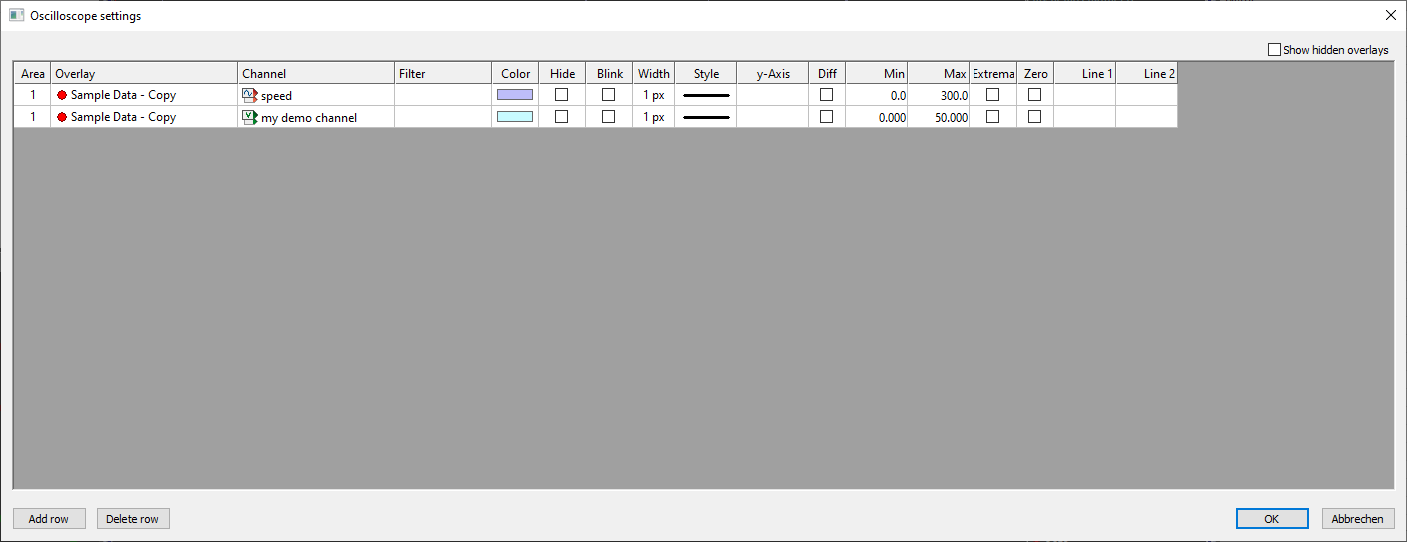 Oscilloscope settings
Show hidden overlays
Area Overlay Channel Filter Color Hide Blink Width Style y-Axis Diff Min Max Extrema Zero Line 1 Line 2
1 Sample Data - Copy speed 1 px 0.0 300.0
1 Sample Data - Copy V my demo channel 1 px 0.000 50.000
Add row Delete row OK Abbrechen